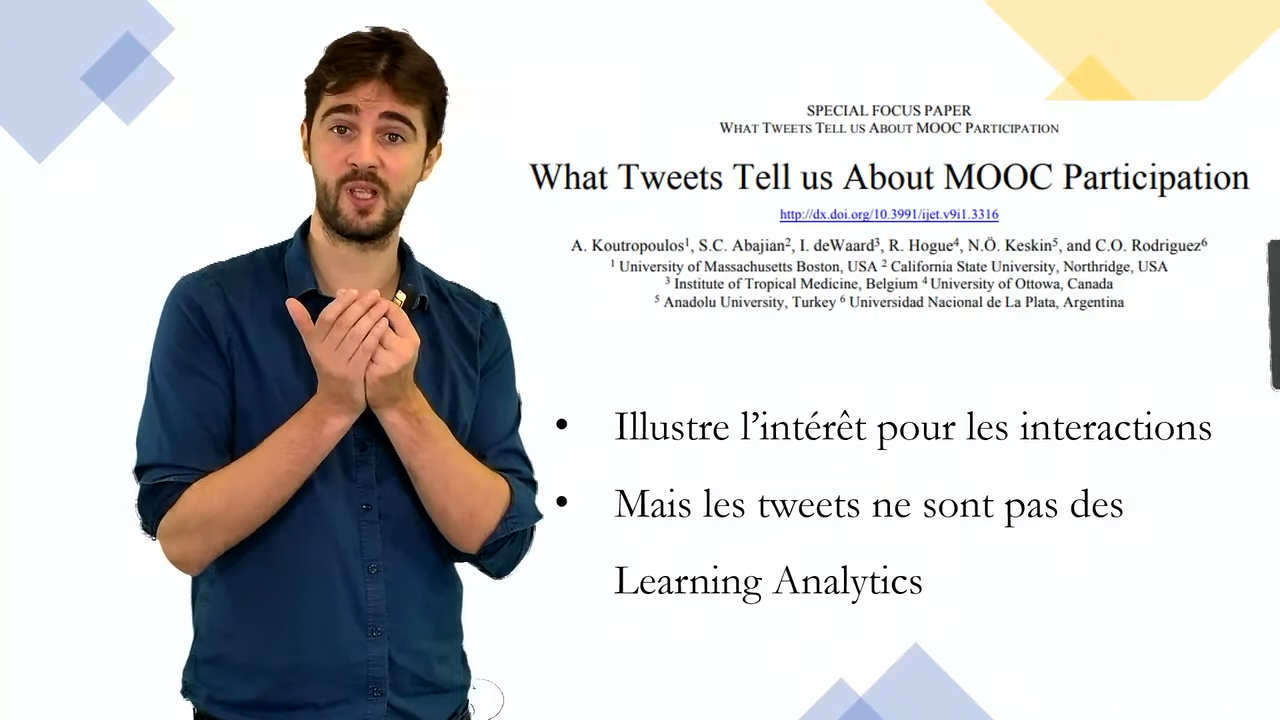 SPECIAL FOCUS PAPER
WHAT TWEETS TELL US ABOUT MOOC PARTICIPATION
What Tweets Tell us About MOOC Participation
http://dx.doi.org/10.3991/ijet.v9i1.3316
A. Koutropoulos¹, S.C. Abajian², I. deWaard³, R. Hogue⁴, N.Ö. Keskin⁵, and C.O. Rodriguez⁶
¹ University of Massachusetts Boston, USA ² California State University, Northridge, USA
³ Institute of Tropical Medicine, Belgium ⁴ University of Ottowa, Canada
⁵ Anadolu University, Turkey ⁶ Universidad Nacional de La Plata, Argentina
• Illustre l’intérêt pour les interactions
• Mais les tweets ne sont pas des
Learning Analytics